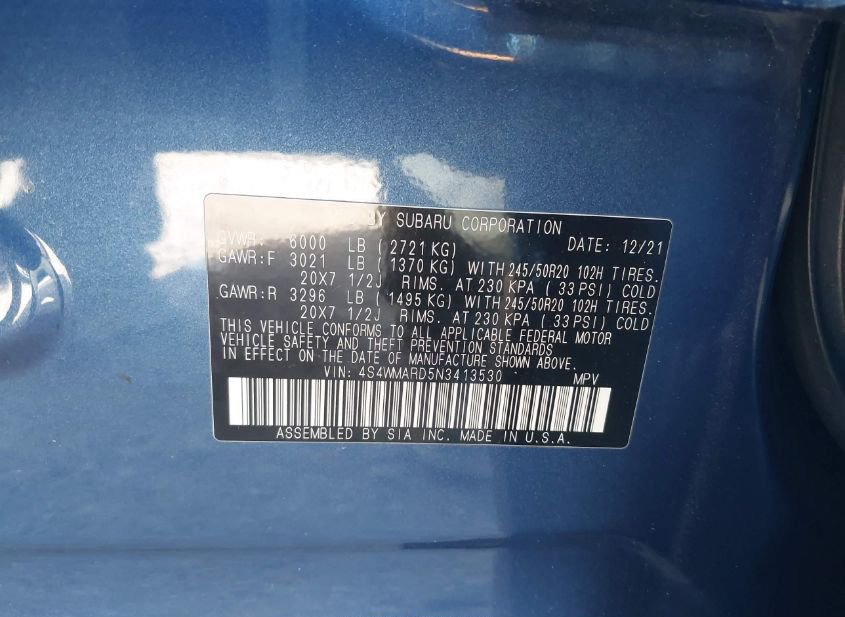 BY SUBARU CORPORATION DATE: 12/21
GVWR: 6000 LB ( 2721 KG)
GAWR:F 3021 LB ( 1370 KG) WITH 245/50R20 102H TIRES.
20X7 1/2J RIMS. AT 230 KPA ( 33 PSI) COLD
GAWR:R 3296 LB ( 1495 KG) WITH 245/50R20 102H TIRES.
20X7 1/2J RIMS. AT 230 KPA ( 33 PSI) COLD
THIS VEHICLE CONFORMS TO ALL APPLICABLE FEDERAL MOTOR
VEHICLE SAFETY AND THEFT PREVENTION STANDARDS
IN EFFECT ON THE DATE OF MANUFACTURE SHOWN ABOVE.
VIN: 4S4WMARD5N3413530 MPV
ASSEMBLED BY SIA INC. MADE IN U.S.A.